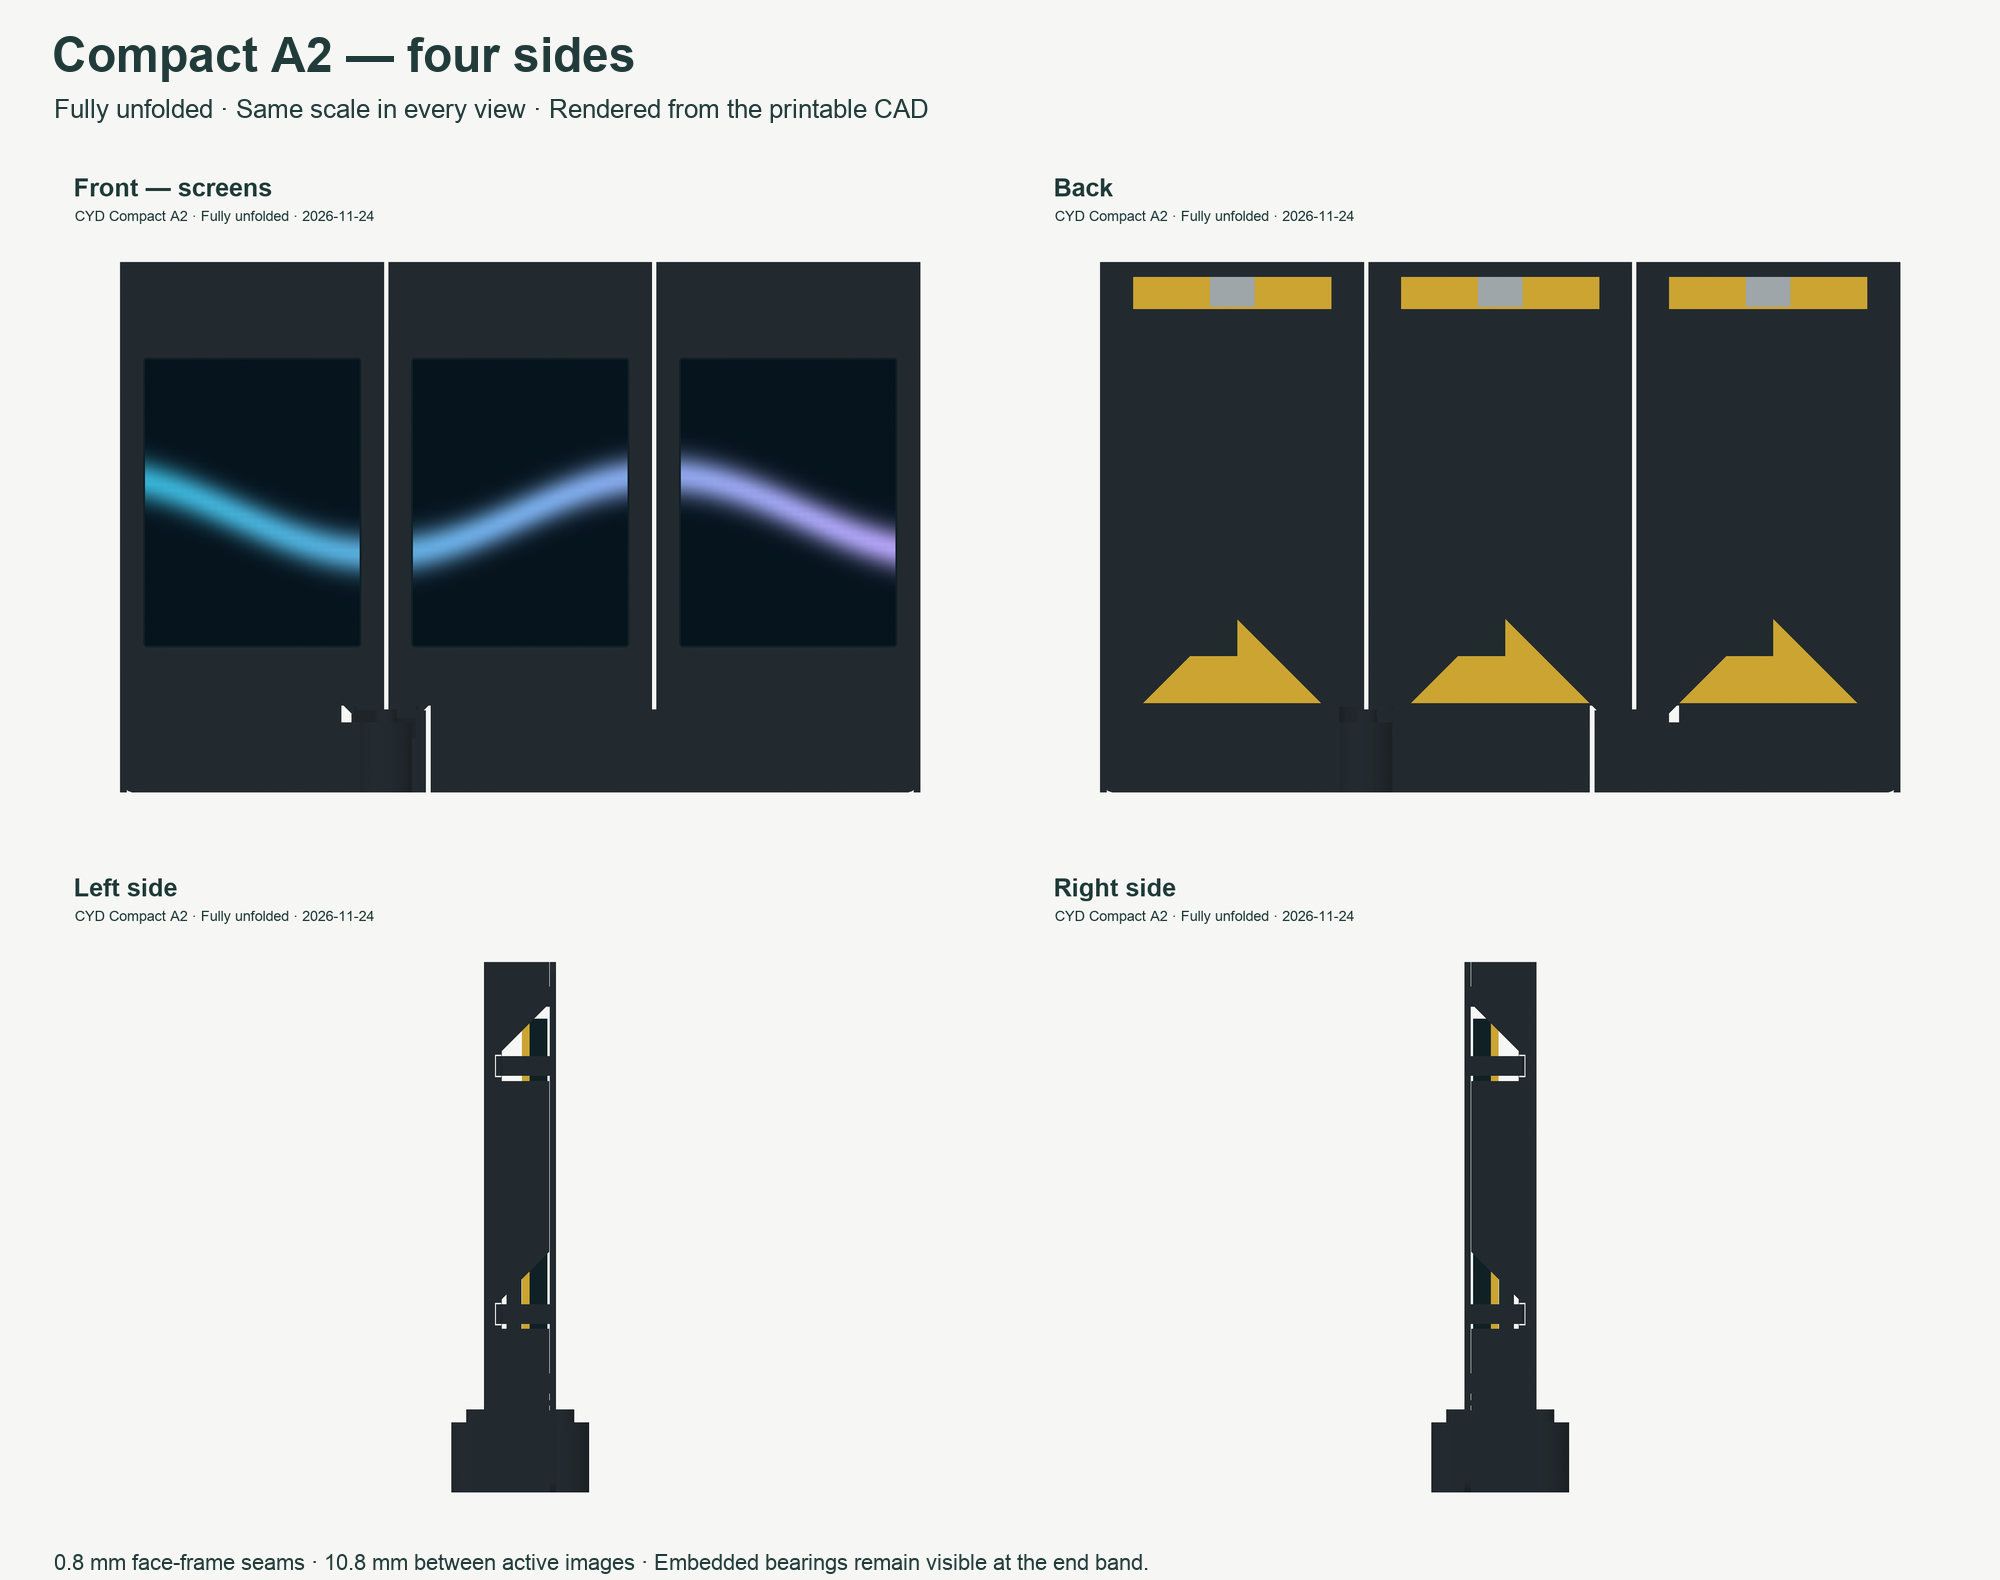 Compact A2 — four sides
Fully unfolded · Same scale in every view · Rendered from the printable CAD
Front — screens
CYD Compact A2 · Fully unfolded · 2026-11-24
Back
CYD Compact A2 · Fully unfolded · 2026-11-24
Left side
CYD Compact A2 · Fully unfolded · 2026-11-24
Right side
CYD Compact A2 · Fully unfolded · 2026-11-24
0.8 mm face-frame seams · 10.8 mm between active images · Embedded bearings remain visible at the end band.